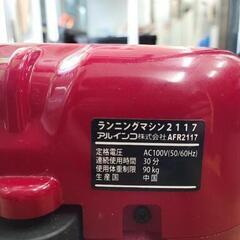 ランニングマシン2117
アルインコ株式会社 AFR2117
定格電圧 AC100V(50/60Hz)
連続使用時間 30分
最大使用者体重 90kg
生産国 中国